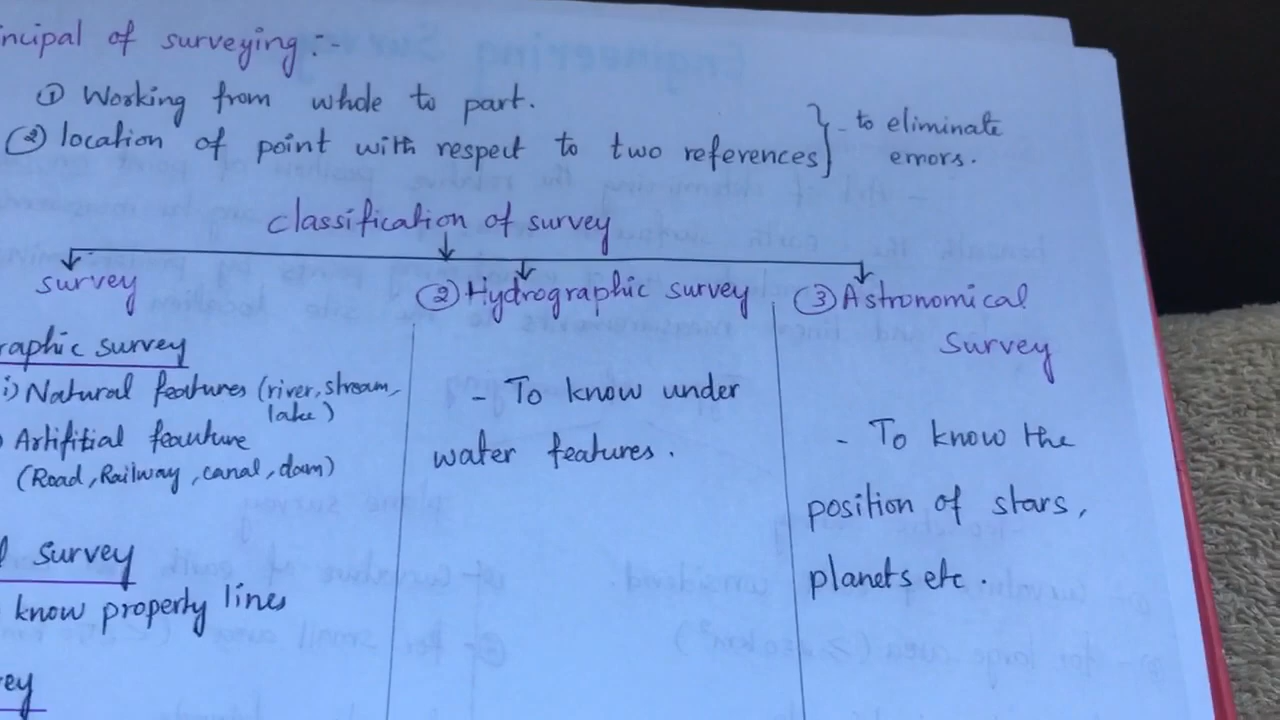 ncipal of surveying :-
① Working from whole to part.
② location of point with respect to two references } - to eliminate errors.
classification of survey
survey
② Hydrographic survey
③ Astronomical
survey
raphic survey
i) Natural features (river, stream,
lake)
) Artifitial feauture
(Road, Railway, canal, dam)
l survey
know property lines
ey
- To know under
water features.
- To know the
position of stars,
planets etc.